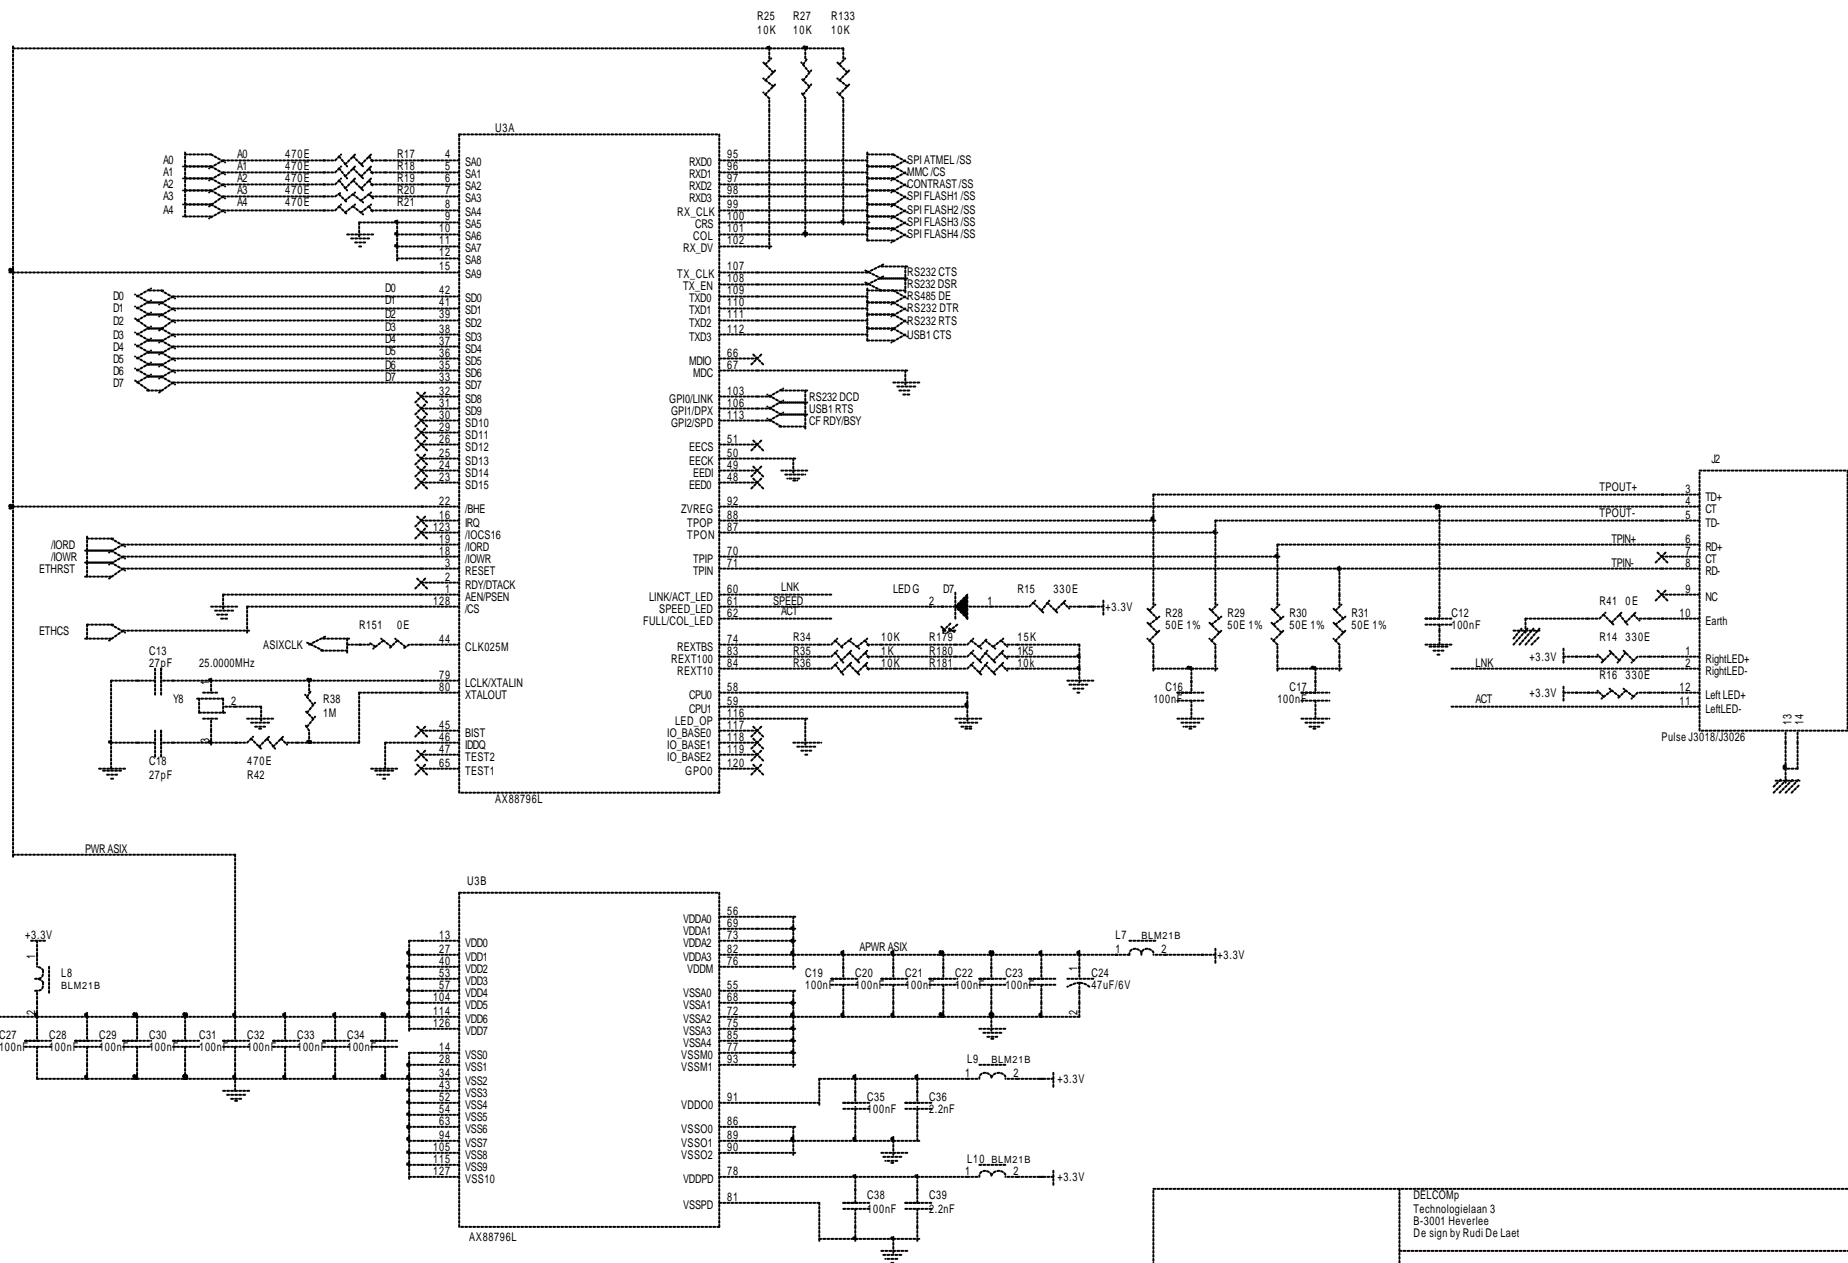 R25 R27 R133
10K 10K 10K
U3A
A0 A0 470E R17 4 SA0
A1 A1 470E R18 5 SA1
A2 A2 470E R19 6 SA2
A3 A3 470E R20 7 SA3
A4 A4 470E R21 8 SA4
9 SA5
10 SA6
11 SA7
12 SA8
15 SA9
D0 D0 42 SD0
D1 D1 41 SD1
D2 D2 39 SD2
D3 D3 38 SD3
D4 D4 37 SD4
D5 D5 36 SD5
D6 D6 35 SD6
D7 D7 33 SD7
32 SD8
31 SD9
30 SD10
29 SD11
26 SD12
25 SD13
24 SD14
23 SD15
22 /BHE
16 IRQ
123 /IOCS16
/IORD 19 /IORD
/IOWR 18 /IOWR
ETHRST 3 RESET
2 RDY/DTACK
1 AEN/PSEN
128 /CS
ETHCS
ASIXCLK R151 0E 44 CLK025M
C13
27pF 25.0000MHz
79 LCLK/XTALIN
80 XTALOUT
1
Y8 2
3
R38
1M
C18
27pF
470E
R42
45 BIST
46 IDDQ
47 TEST2
65 TEST1
AX88796L
RXD0 95 SPI ATMEL /SS
RXD1 96 MMC /CS
RXD2 97 CONTRAST /SS
RXD3 98 SPI FLASH1 /SS
RX_CLK 99 SPI FLASH2 /SS
CRS 100 SPI FLASH3 /SS
COL 101 SPI FLASH4 /SS
RX_DV 102
TX_CLK 107 RS232 CTS
TX_EN 108 RS232 DSR
TXD0 109 RS485 DE
TXD1 110 RS232 DTR
TXD2 111 RS232 RTS
TXD3 112 USB1 CTS
MDIO 66
MDC 67
GPI0/LINK 103 RS232 DCD
GPI1/DPX 106 USB1 RTS
GPI2/SPD 113 CF RDY/BSY
EECS 51
EECK 50
EEDI 49
EED0 48
ZVREG 92
TPOP 88
TPON 87
TPIP 70
TPIN 71
LINK/ACT_LED 60 LNK
SPEED_LED 61 SPEED
FULL/COL_LED 62 ACT
LED G 2 D7 1 R15 330E +3.3V
REXTBS 74 R34 10K R179 15K
REXT100 83 R35 1K R180 1K5
REXT10 84 R36 10K R181 10k
CPU0 58
CPU1 59
LED_OP 116
IO_BASE0 117
IO_BASE1 118
IO_BASE2 119
GPO0 120
R28
50E 1%
R29
50E 1%
R30
50E 1%
R31
50E 1%
C16
100nF
C17
100nF
C12
100nF
J2
TPOUT+ 3 TD+
4 CT
TPOUT- 5 TD-
TPIN+ 6 RD+
7 CT
TPIN- 8 RD-
9 NC
R41 0E 10 Earth
R14 330E
+3.3V 1 RightLED+
LNK 2 RightLED-
R16 330E
+3.3V 12 Left LED+
ACT 11 LeftLED-
13
14
Pulse J3018/J3026
PWR ASIX
U3B
+3.3V
1
L8
BLM21B
2
C27 C28 C29 C30 C31 C32 C33 C34
100nF 100nF 100nF 100nF 100nF 100nF 100nF 100nF
13 VDD0
27 VDD1
40 VDD2
53 VDD3
57 VDD4
104 VDD5
114 VDD6
126 VDD7
14 VSS0
28 VSS1
34 VSS2
43 VSS3
52 VSS4
54 VSS5
63 VSS6
94 VSS7
105 VSS8
115 VSS9
127 VSS10
AX88796L
VDDA0 56
VDDA1 69
VDDA2 73
VDDA3 82 APWR ASIX
VDDM 76
L7 BLM21B
1 2 +3.3V
C19 C20 C21 C22 C23 C24
100nF 100nF 100nF 100nF 100nF 47uF/6V
1
2
VSSA0 55
VSSA1 68
VSSA2 72
VSSA3 75
VSSA4 85
VSSM0 77
VSSM1 93
L9 BLM21B
1 2 +3.3V
VDDO0 91
C35 C36
100nF 2.2nF
VSSO0 86
VSSO1 89
VSSO2 90
L10 BLM21B
VDDPD 78 1 2 +3.3V
VSSPD 81
C38 C39
100nF 2.2nF
DELCOMp
Technologielaan 3
B-3001 Heverlee
De sign by Rudi De Laet